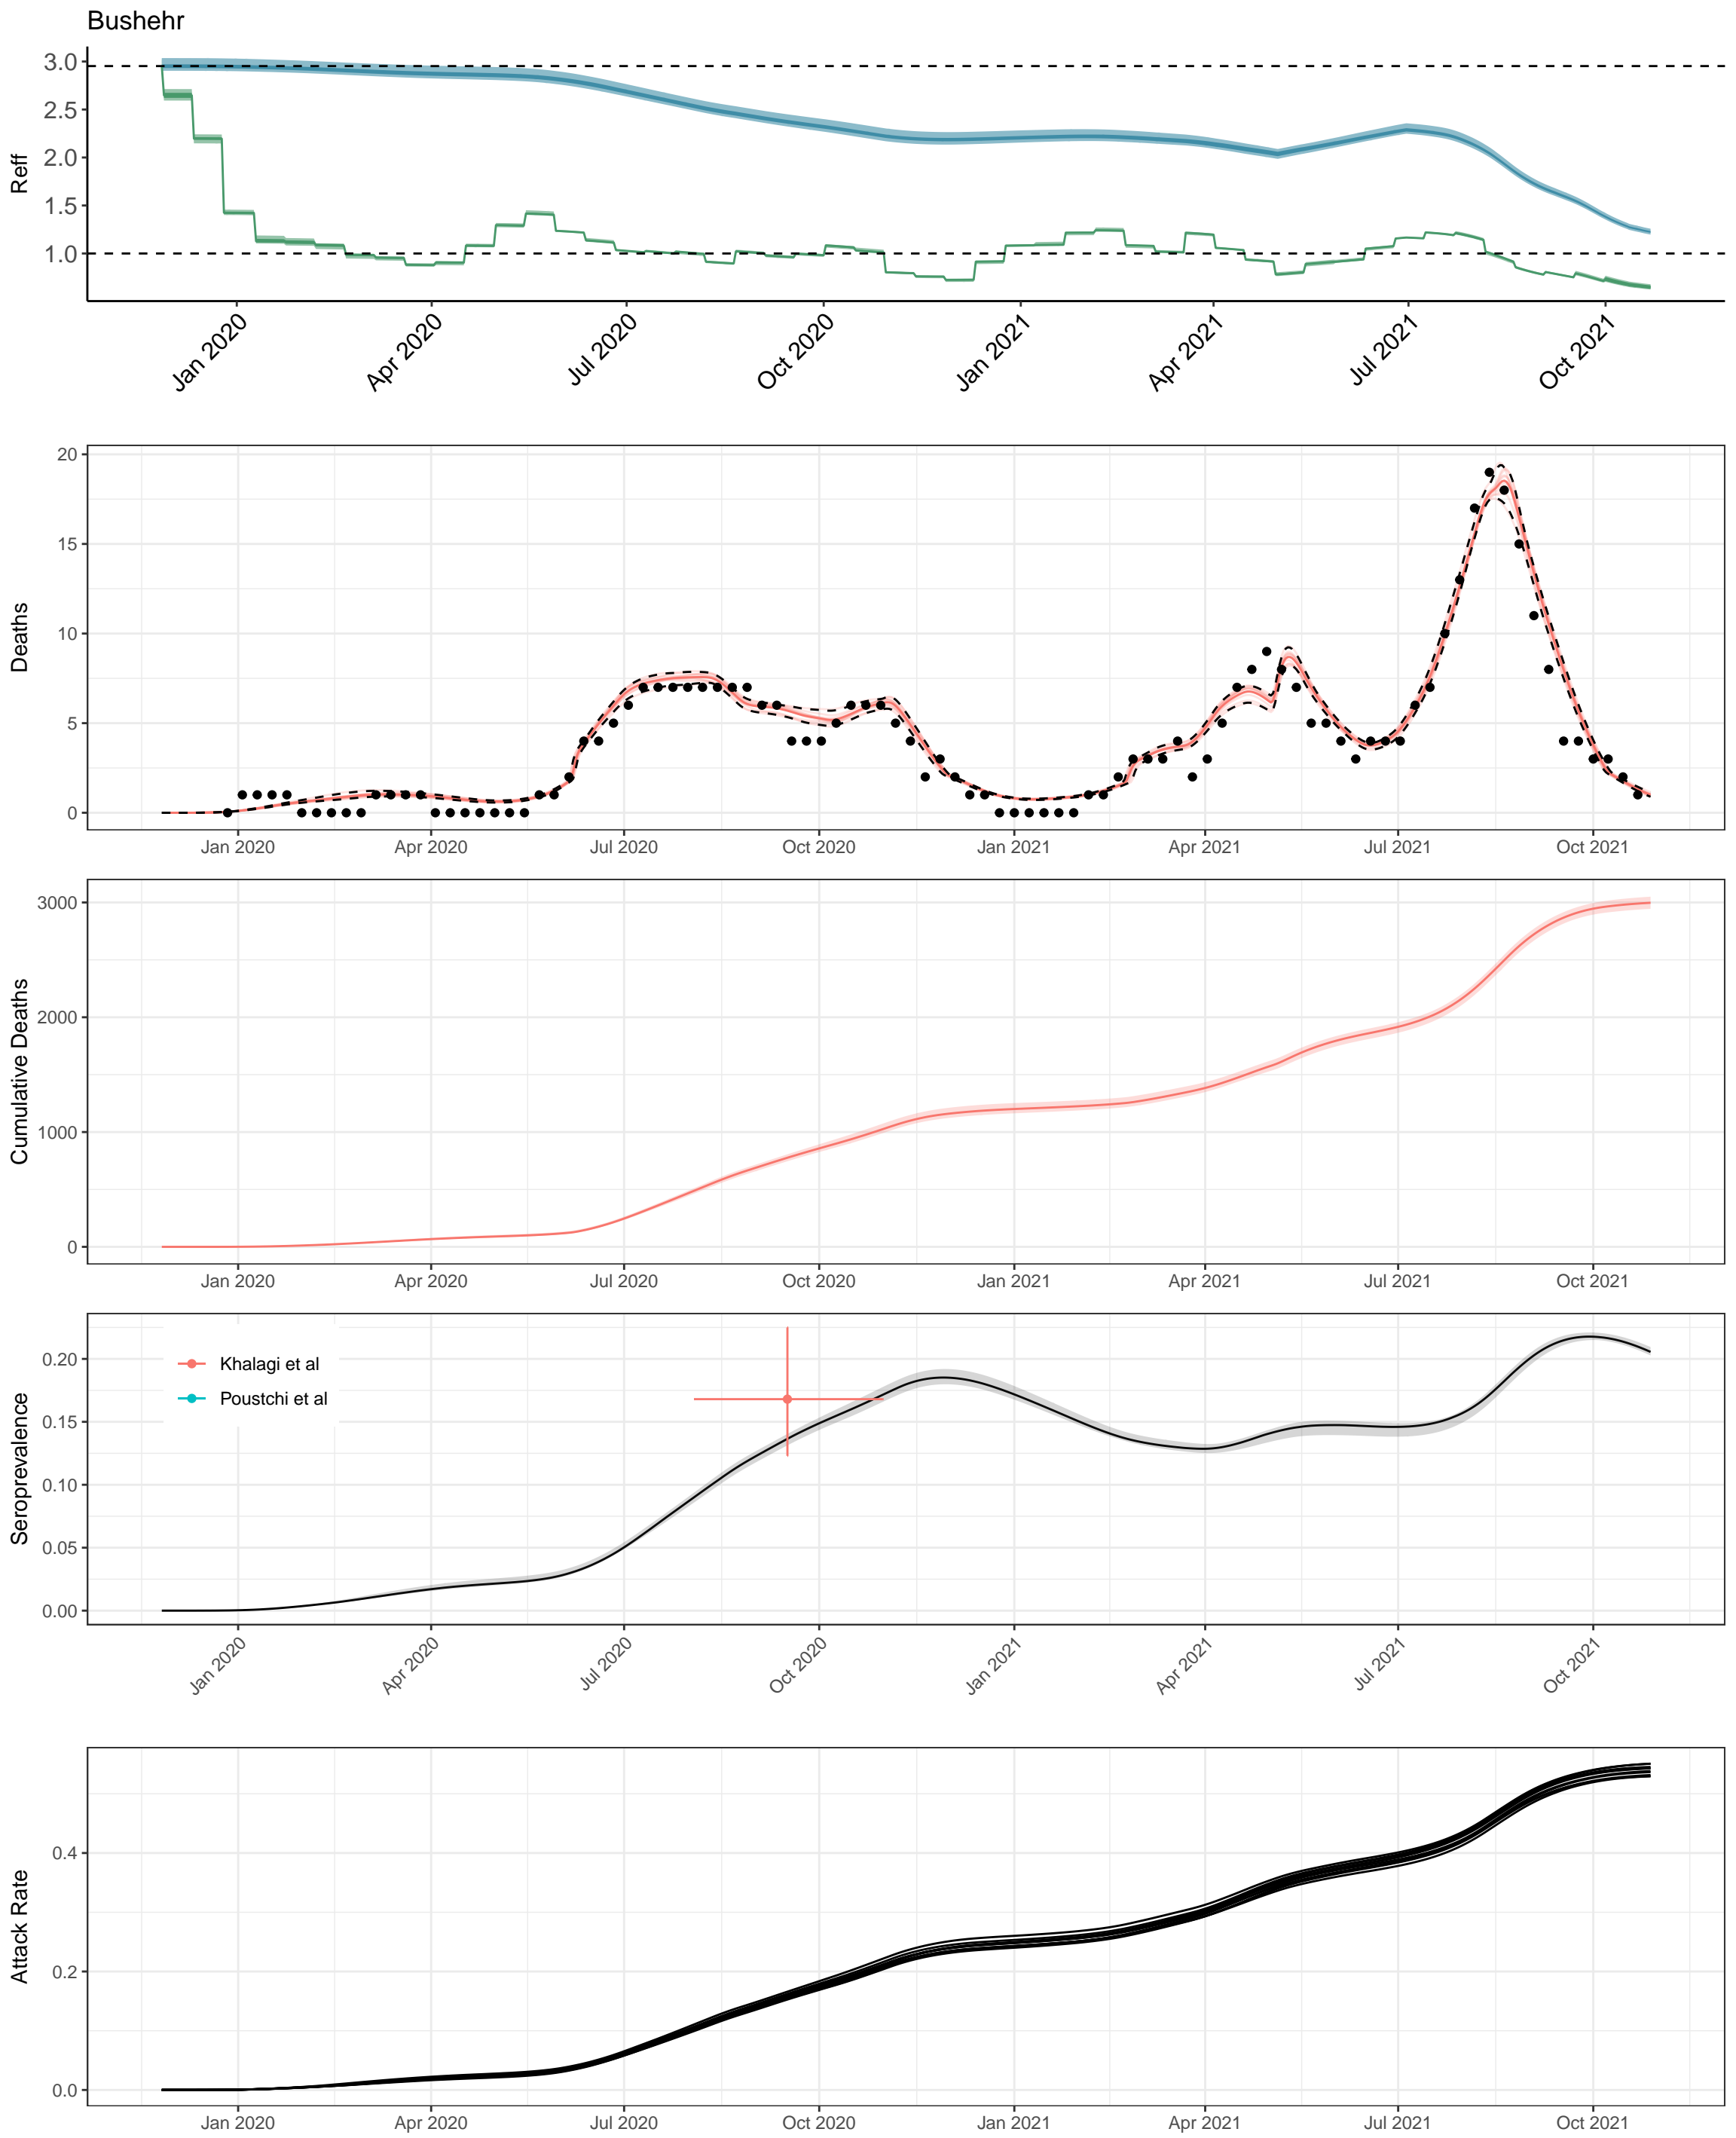 Bushehr
Reff
3.0
2.5
2.0
1.5
1.0
Jan 2020
Apr 2020
Jul 2020
Oct 2020
Jan 2021
Apr 2021
Jul 2021
Oct 2021
Deaths
20
15
10
5
0
Jan 2020
Apr 2020
Jul 2020
Oct 2020
Jan 2021
Apr 2021
Jul 2021
Oct 2021
Cumulative Deaths
3000
2000
1000
0
Jan 2020
Apr 2020
Jul 2020
Oct 2020
Jan 2021
Apr 2021
Jul 2021
Oct 2021
Seroprevalence
0.20
0.15
0.10
0.05
0.00
Khalagi et al
Poustchi et al
Jan 2020
Apr 2020
Jul 2020
Oct 2020
Jan 2021
Apr 2021
Jul 2021
Oct 2021
Attack Rate
0.4
0.2
0.0
Jan 2020
Apr 2020
Jul 2020
Oct 2020
Jan 2021
Apr 2021
Jul 2021
Oct 2021